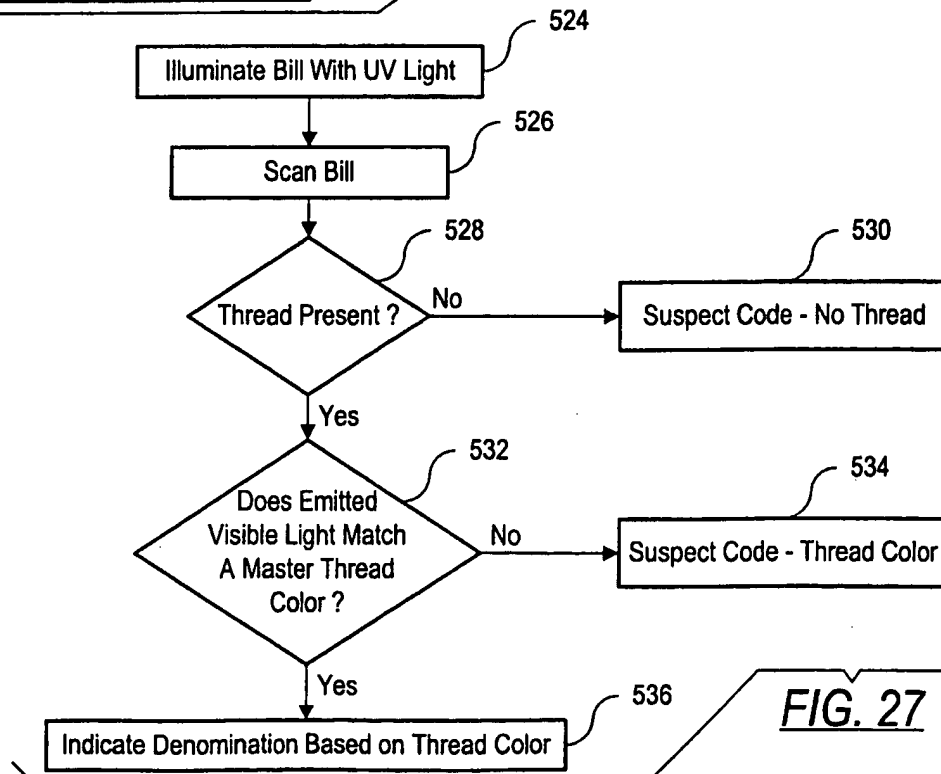 524
Illuminate Bill With UV Light
526
Scan Bill
528
Thread Present ?
No
530
Suspect Code - No Thread
Yes
532
Does Emitted
Visible Light Match
A Master Thread
Color ?
No
534
Suspect Code - Thread Color
Yes
536
Indicate Denomination Based on Thread Color
FIG. 27